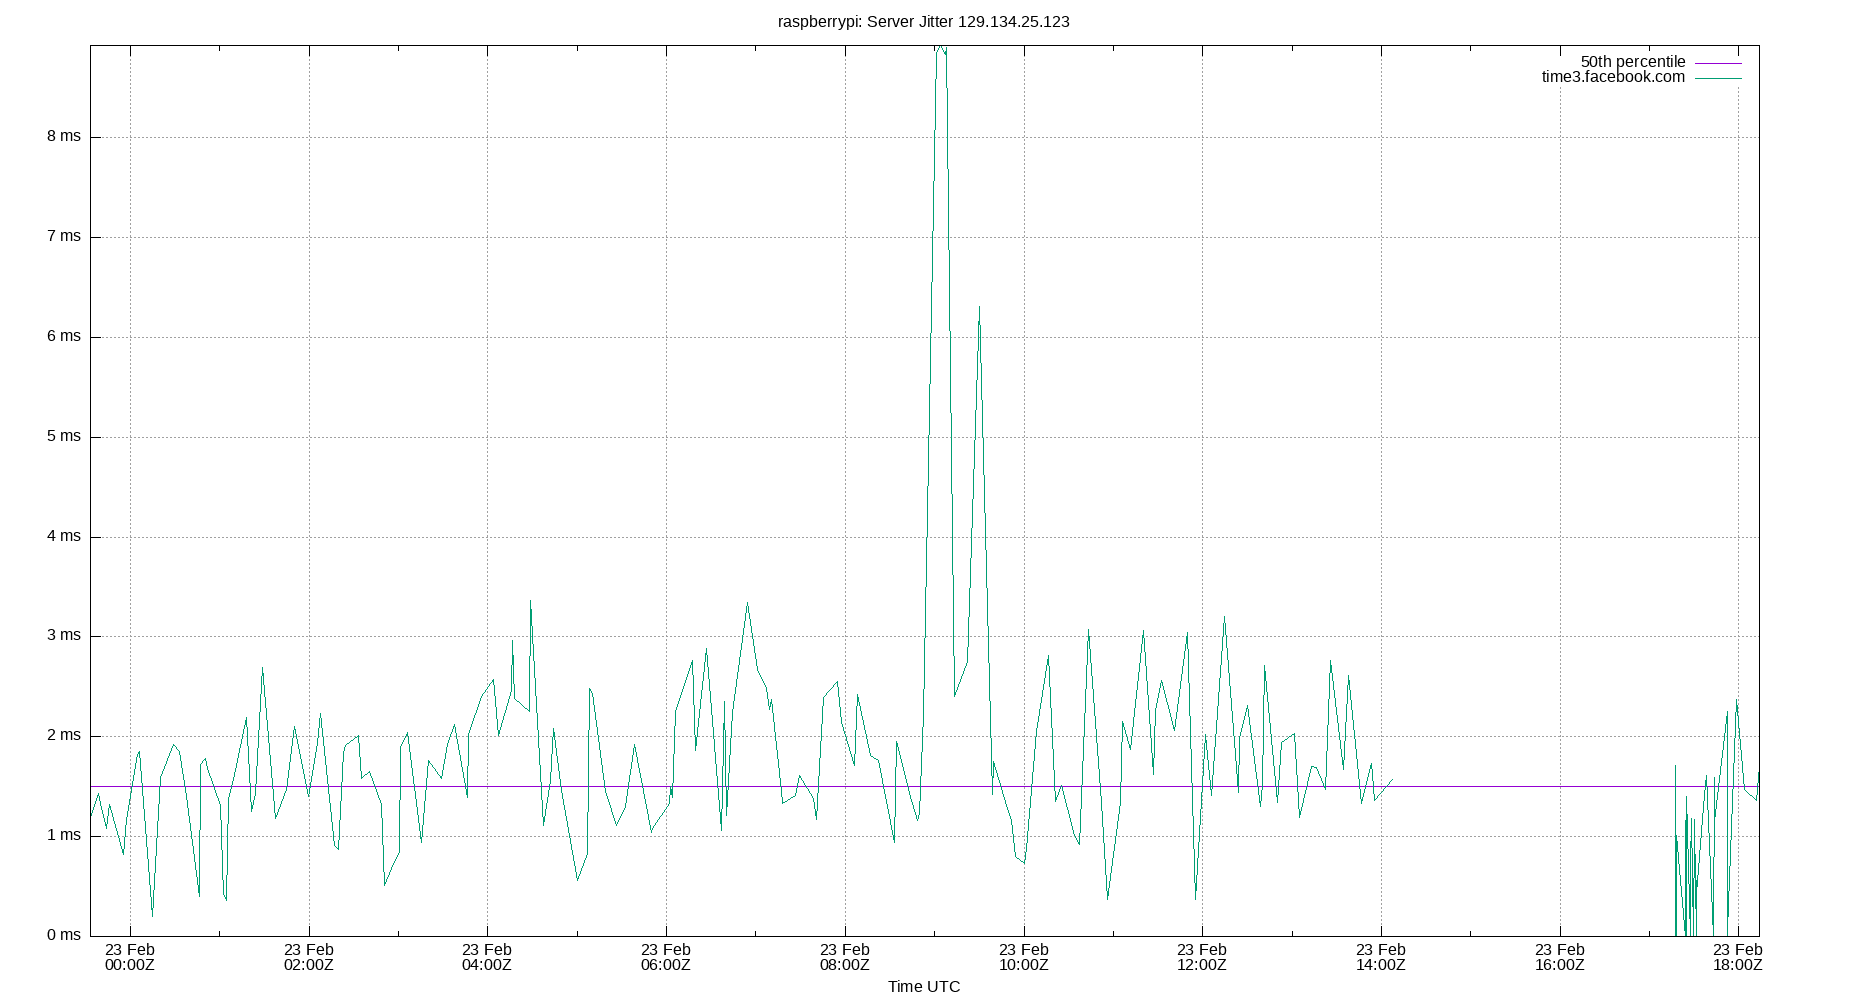 raspberrypi: Server Jitter 129.134.25.123
50th percentile
time3.facebook.com
8 ms
7 ms
6 ms
5 ms
4 ms
3 ms
2 ms
1 ms
0 ms
23 Feb 23 Feb 23 Feb 23 Feb 23 Feb 23 Feb 23 Feb 23 Feb 23 Feb 23 Feb
00:00Z 02:00Z 04:00Z 06:00Z 08:00Z 10:00Z 12:00Z 14:00Z 16:00Z 18:00Z
Time UTC